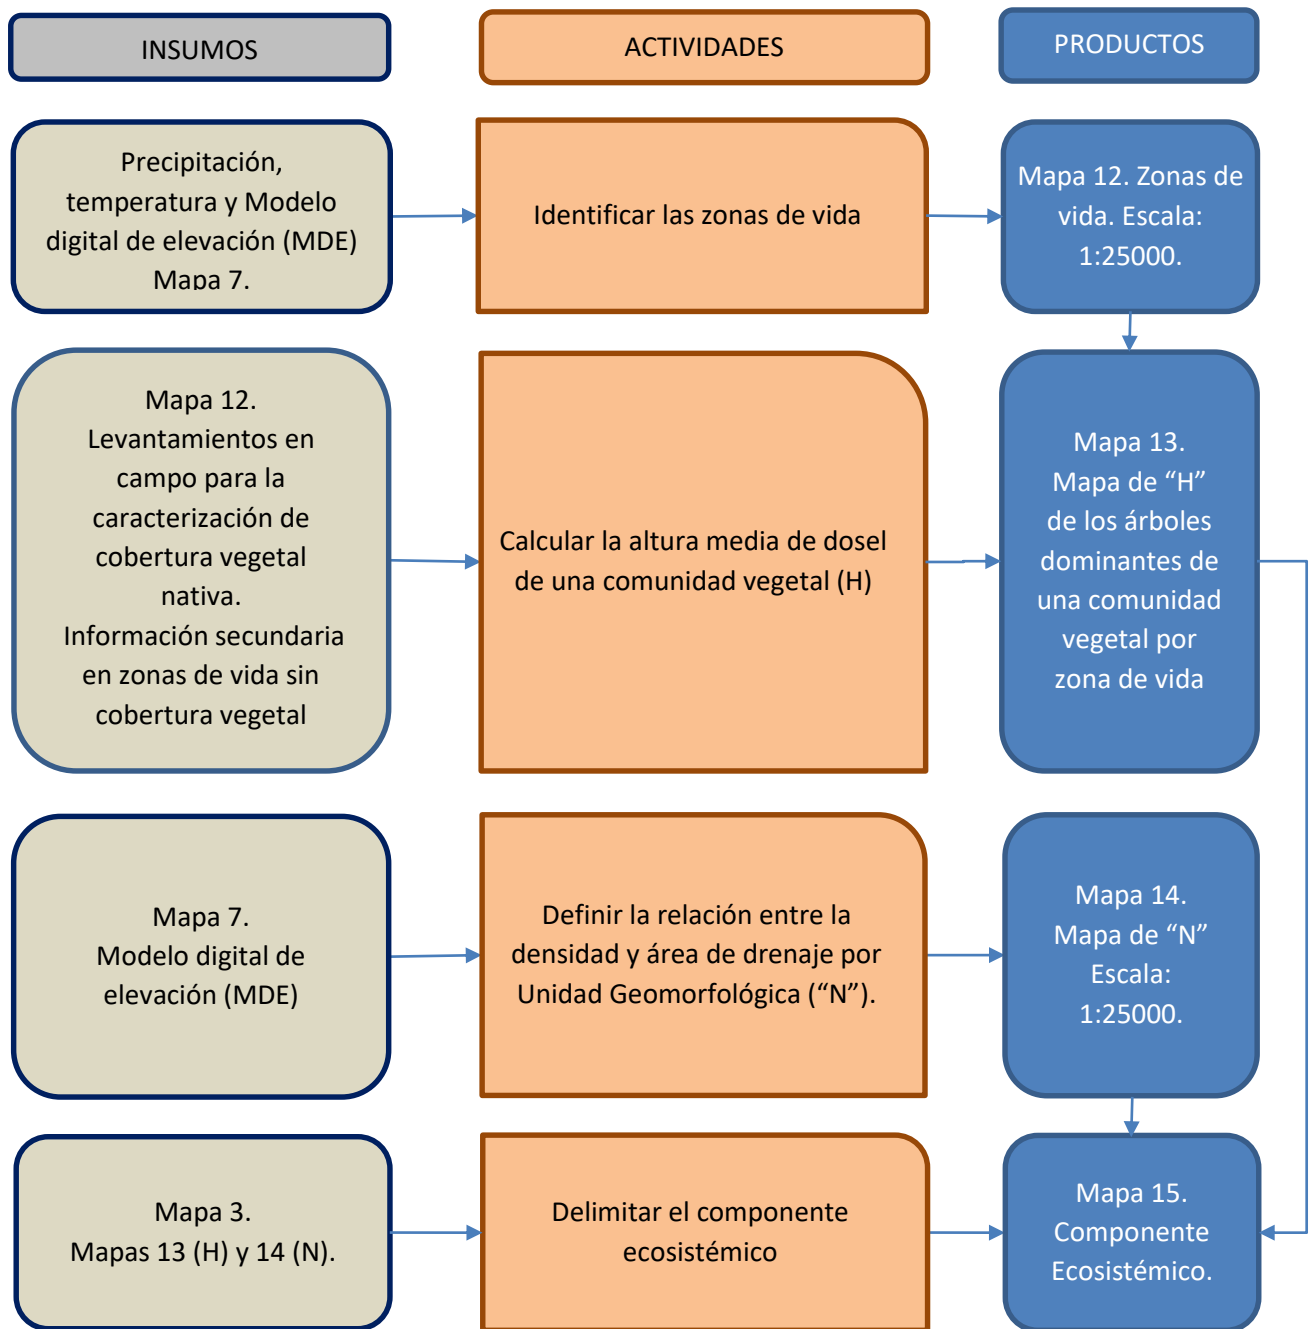 INSUMOS
ACTIVIDADES
PRODUCTOS
Precipitación,
temperatura y Modelo
digital de elevación (MDE)
Mapa 7.
Identificar las zonas de vida
Mapa 12. Zonas de
vida. Escala:
1:25000.
Mapa 12.
Levantamientos en
campo para la
caracterización de
cobertura vegetal
nativa.
Información secundaria
en zonas de vida sin
cobertura vegetal
Calcular la altura media de dosel
de una comunidad vegetal (H)
Mapa 13.
Mapa de “H”
de los árboles
dominantes de
una comunidad
vegetal por
zona de vida
Mapa 7.
Modelo digital de
elevación (MDE)
Definir la relación entre la
densidad y área de drenaje por
Unidad Geomorfológica (“N”).
Mapa 14.
Mapa de “N”
Escala:
1:25000.
Mapa 3.
Mapas 13 (H) y 14 (N).
Delimitar el componente
ecosistémico
Mapa 15.
Componente
Ecosistémico.